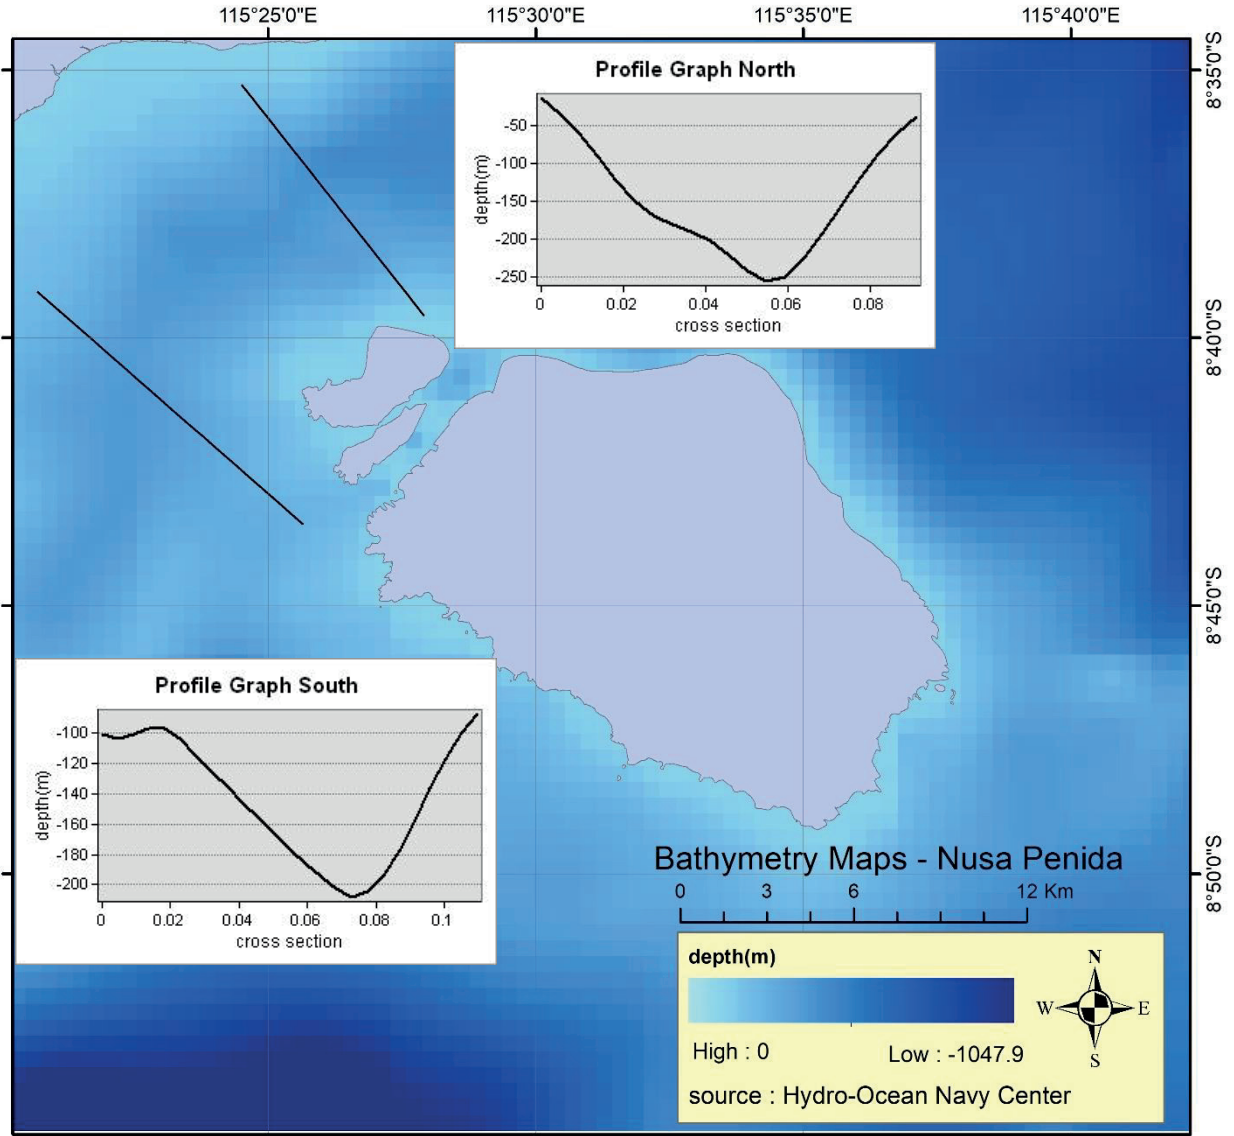 115°25'0"E
115°30'0"E
115°35'0"E
115°40'0"E
8°35'0"S
8°40'0"S
8°45'0"S
8°50'0"S
Profile Graph North
depth(m)
-50
-100
-150
-200
-250
0 0.02 0.04 0.06 0.08
cross section
Profile Graph South
depth(m)
-100
-120
-140
-160
-180
-200
0 0.02 0.04 0.06 0.08 0.1
cross section
Bathymetry Maps - Nusa Penida
0 3 6 12 Km
depth(m)
High : 0
Low : -1047.9
N
W E
S
source : Hydro-Ocean Navy Center